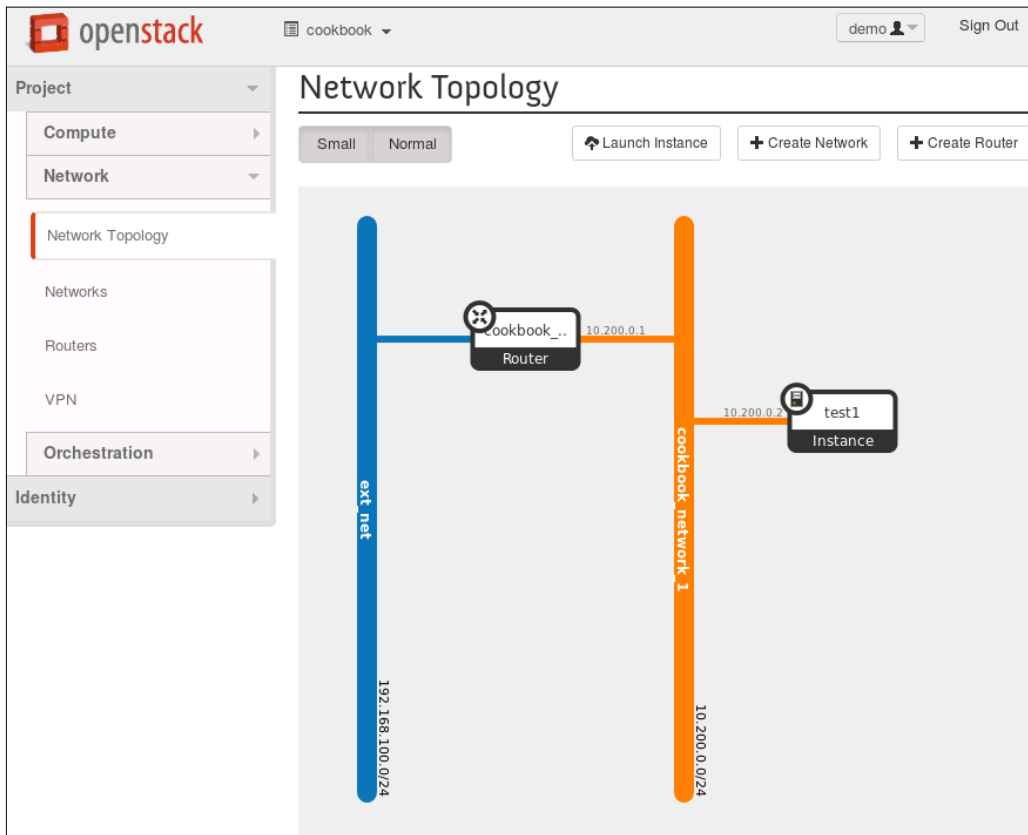 openstack
cookbook
demo
Sign Out
Project
Compute
Network
Network Topology
Networks
Routers
VPN
Orchestration
Identity
Network Topology
Small
Normal
Launch Instance
Create Network
Create Router
ext_net
192.168.100.0/24
cookbook_..
Router
10.200.0.1
cookbook_network_1
10.200.0.0/24
10.200.0.2
test1
Instance